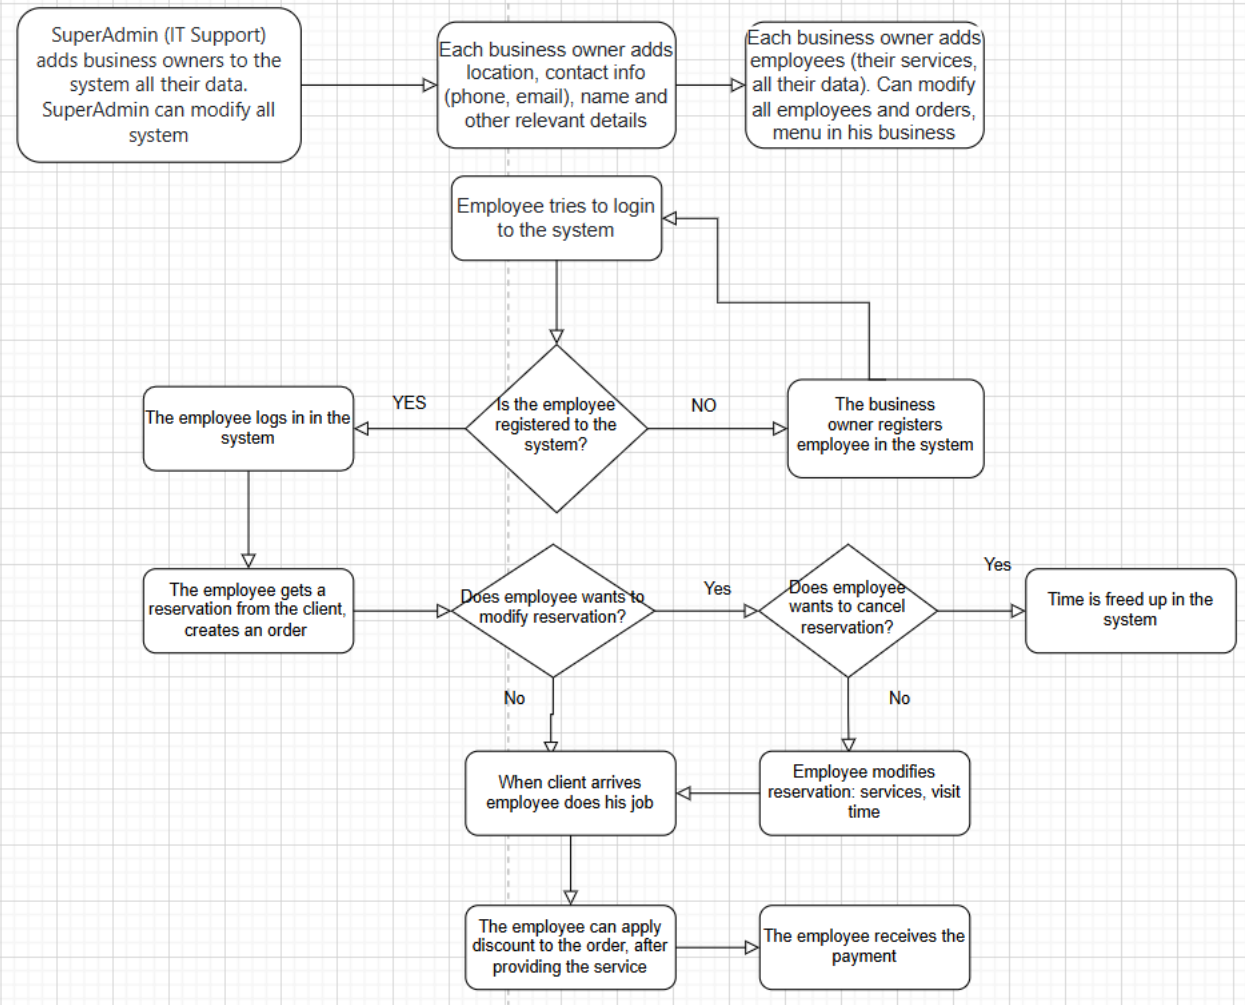 SuperAdmin (IT Support)
adds business owners to the
system all their data.
SuperAdmin can modify all
system
Each business owner adds
location, contact info
(phone, email), name and
other relevant details
Each business owner adds
employees (their services,
all their data). Can modify
all employees and orders,
menu in his business
Employee tries to login
to the system
Is the employee
registered to the
system?
YES
NO
The employee logs in in the
system
The business
owner registers
employee in the system
The employee gets a
reservation from the client,
creates an order
Does employee wants to
modify reservation?
Yes
Does employee
wants to cancel
reservation?
Yes
Time is freed up in the
system
No
No
When client arrives
employee does his job
Employee modifies
reservation: services, visit
time
The employee can apply
discount to the order, after
providing the service
The employee receives the
payment